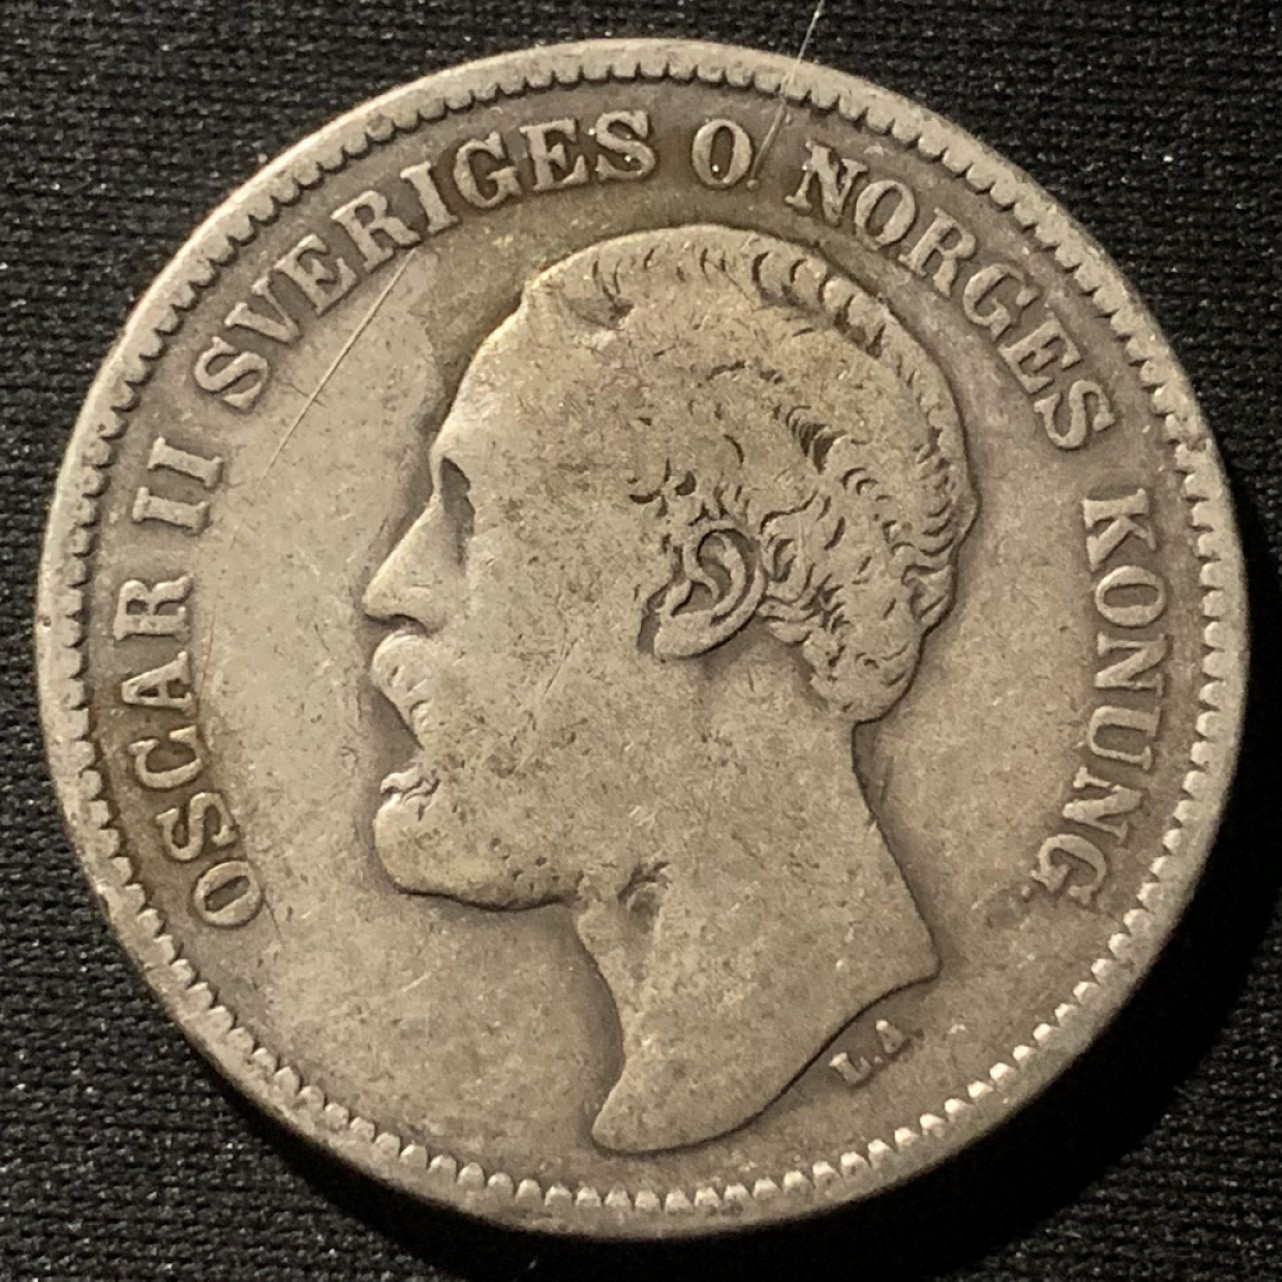 OSCAR II SVERIGES O. NORGES KONUNG.
L.A.